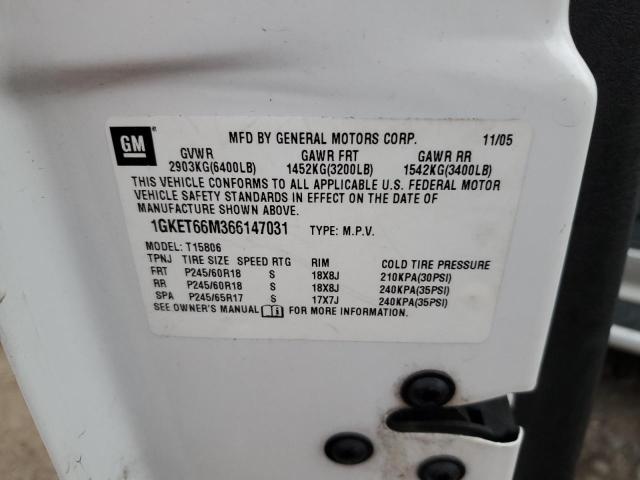 GM MFD BY GENERAL MOTORS CORP. 11/05
GVWR GAWR FRT GAWR RR
2903KG(6400LB) 1452KG(3200LB) 1542KG(3400LB)
THIS VEHICLE CONFORMS TO ALL APPLICABLE U.S. FEDERAL MOTOR
VEHICLE SAFETY STANDARDS IN EFFECT ON THE DATE OF
MANUFACTURE SHOWN ABOVE.
1GKET66M366147031 TYPE: M.P.V.
MODEL: T15806
TPNJ TIRE SIZE SPEED RTG RIM COLD TIRE PRESSURE
FRT P245/60R18 S 18X8J 210KPA(30PSI)
RR P245/60R18 S 18X8J 240KPA(35PSI)
SPA P245/65R17 S 17X7J 240KPA(35PSI)
SEE OWNER'S MANUAL FOR MORE INFORMATION.